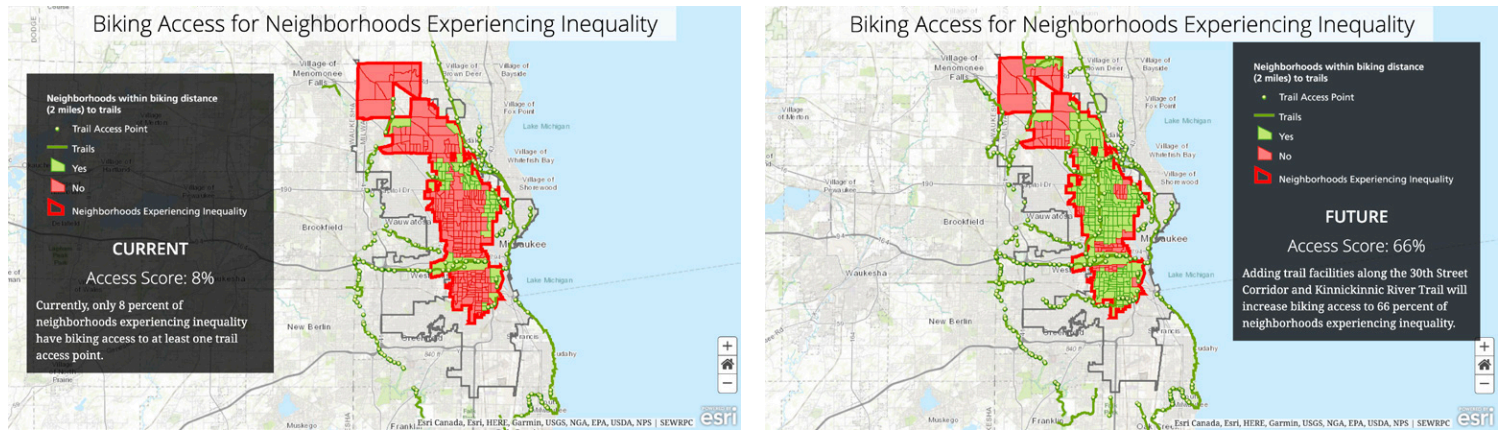 Biking Access for Neighborhoods Experiencing Inequality
Neighborhoods within biking distance
(2 miles) to trails
Trail Access Point
Trails
Yes
No
Neighborhoods Experiencing Inequality
CURRENT
Access Score: 8%
Currently, only 8 percent of
neighborhoods experiencing inequality
have biking access to at least one trail
access point.
Village of
Menomonee
Falls
Village of
Bayside
Village of
Fox Point
Lake Michigan
Village of
Whitefish Bay
Village of
Shorewood
Brookfield
Wauwatosa
Milwaukee
Lake Michigan
New Berlin
Muskego
+
−
Esri Canada, Esri, HERE, Garmin, USGS, NGA, EPA, USDA, NPS | SEWRPC
esri
Biking Access for Neighborhoods Experiencing Inequality
Neighborhoods within biking distance
(2 miles) to trails
Trail Access Point
Trails
Yes
No
Neighborhoods Experiencing Inequality
FUTURE
Access Score: 66%
Adding trail facilities along the 30th Street
Corridor and Kinnickinnic River Trail will
increase biking access to 66 percent of
neighborhoods experiencing inequality.
Village of
Menomonee
Falls
Village of
Merton
Village of
Bayside
Village of
Fox Point
Lake Michigan
Village of
Whitefish Bay
Village of
Shorewood
Village of
Pewaukee
Brookfield
Waukesha
Milwaukee
Lake Michigan
New Berlin
Muskego
+
−
Esri Canada, Esri, HERE, Garmin, USGS, NGA, EPA, USDA, NPS | SEWRPC
esri